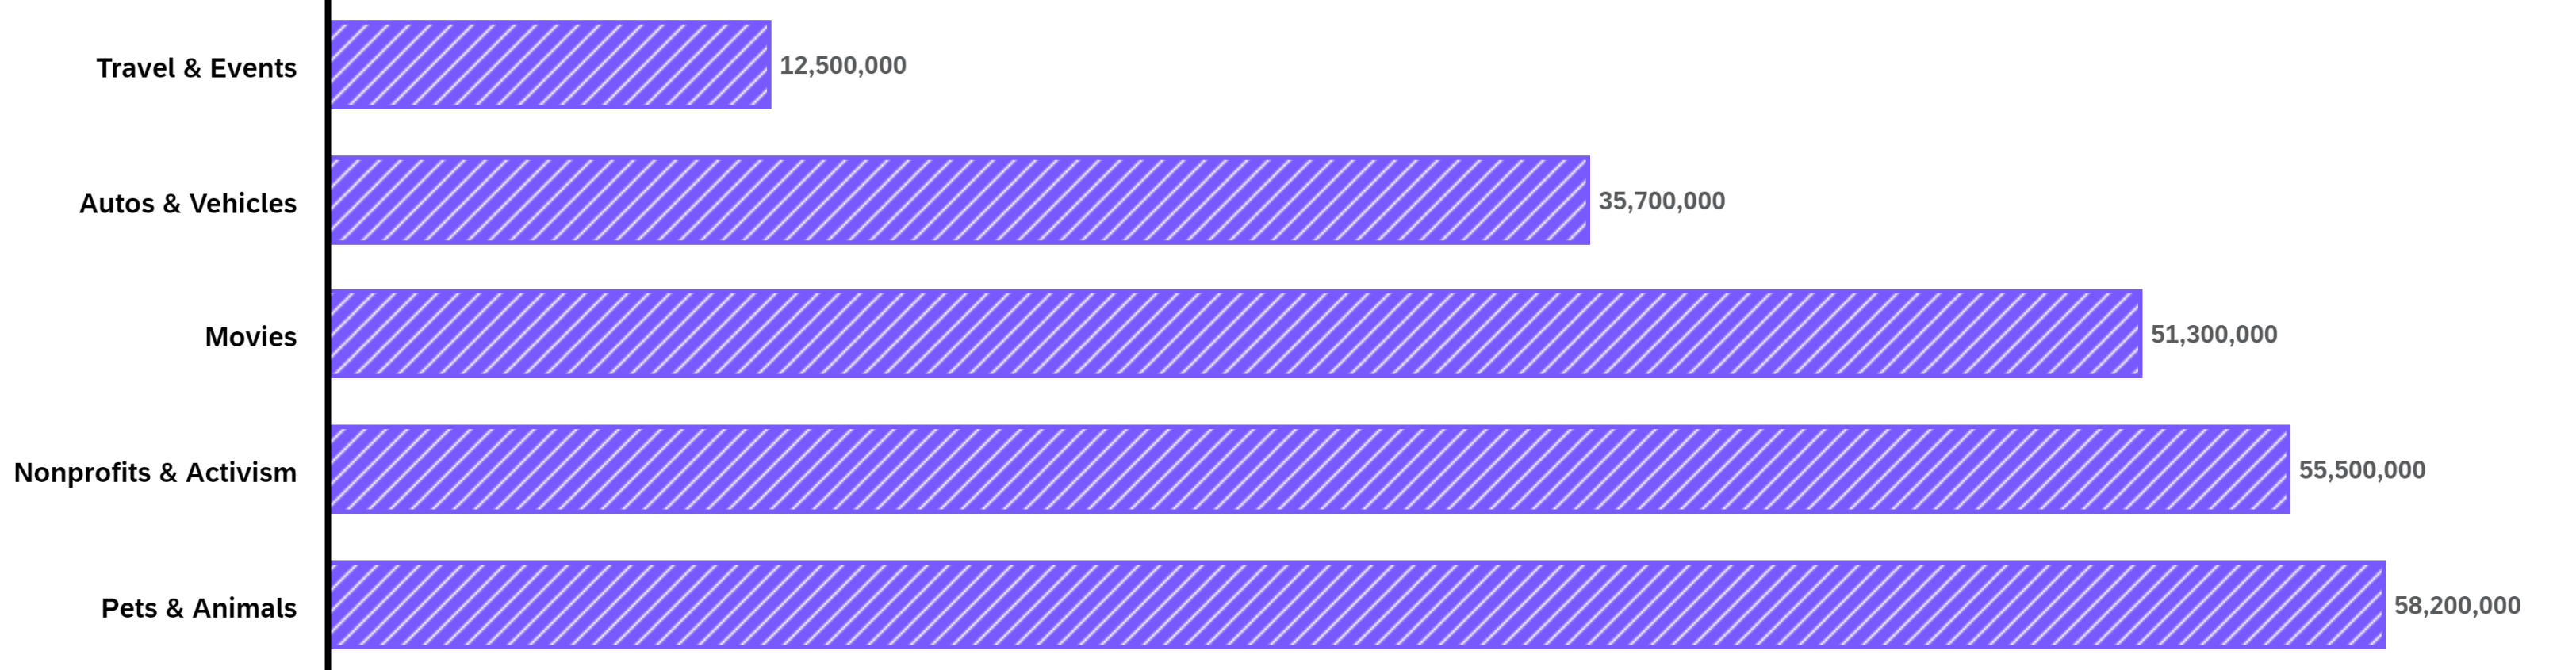 Travel & Events 12,500,000
Autos & Vehicles 35,700,000
Movies 51,300,000
Nonprofits & Activism 55,500,000
Pets & Animals 58,200,000